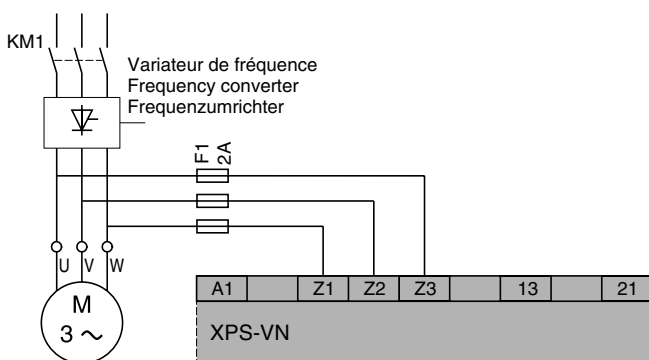 KM1
Variateur de fréquence
Frequency converter
Frequenzumrichter
F1
2A
U V W
A1 Z1 Z2 Z3 13 21
M
3 ~
XPS-VN